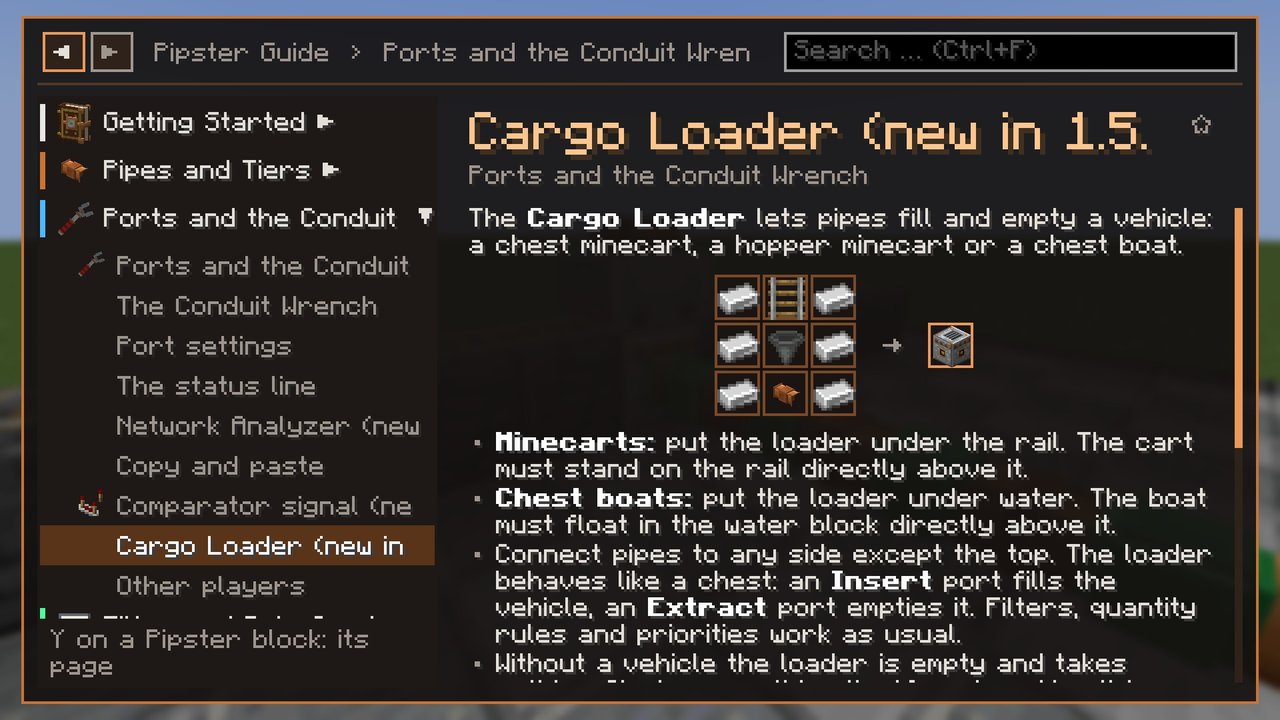 Pipster Guide > Ports and the Conduit Wren
Search ... (Ctrl+F)
Getting Started
Pipes and Tiers
Ports and the Conduit
Ports and the Conduit
The Conduit Wrench
Port settings
The status line
Network Analyzer (new
Copy and paste
Comparator signal (ne
Cargo Loader (new in
Other players
Y on a Pipster block: its
page
Cargo Loader (new in 1.5.
Ports and the Conduit Wrench
The Cargo Loader lets pipes fill and empty a vehicle:
a chest minecart, a hopper minecart or a chest boat.
• Minecarts: put the loader under the rail. The cart
must stand on the rail directly above it.
• Chest boats: put the loader under water. The boat
must float in the water block directly above it.
• Connect pipes to any side except the top. The loader
behaves like a chest: an Insert port fills the
vehicle, an Extract port empties it. Filters, quantity
rules and priorities work as usual.
• Without a vehicle the loader is empty and takes